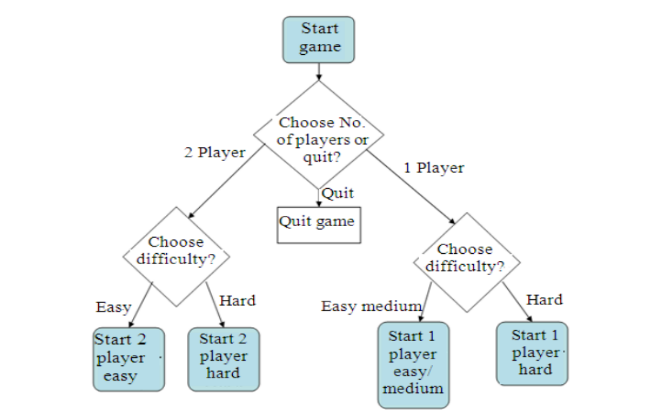 Start
game
Choose No.
of players or
quit?
2 Player
1 Player
Quit
Quit game
Choose
difficulty?
Choose
difficulty?
Easy
Hard
Easy medium
Hard
Start 2
player
easy
Start 2
player
hard
Start 1
player
easy/
medium
Start 1
player
hard